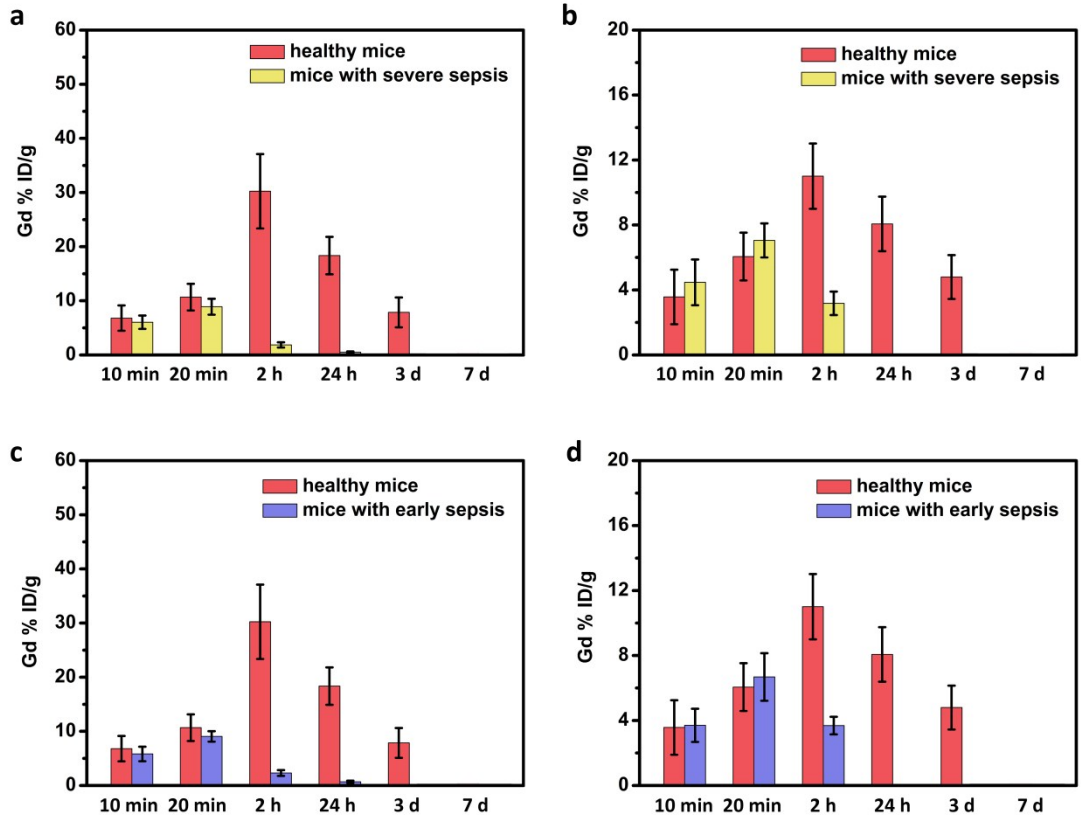 a
60
50
40
30
20
10
0
Gd % ID/g
healthy mice
mice with severe sepsis
10 min 20 min 2 h 24 h 3 d 7 d
b
20
16
12
8
4
0
Gd % ID/g
healthy mice
mice with severe sepsis
10 min 20 min 2 h 24 h 3 d 7 d
c
60
50
40
30
20
10
0
Gd % ID/g
healthy mice
mice with early sepsis
10 min 20 min 2 h 24 h 3 d 7 d
d
20
16
12
8
4
0
Gd % ID/g
healthy mice
mice with early sepsis
10 min 20 min 2 h 24 h 3 d 7 d